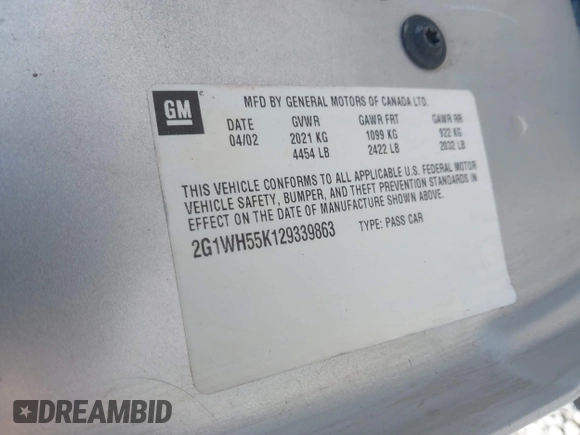 GM
MFD BY GENERAL MOTORS OF CANADA LTD.
DATE GVWR GAWR FRT GAWR RR
04/02 2021 KG 1099 KG 922 KG
4454 LB 2422 LB 2032 LB
THIS VEHICLE CONFORMS TO ALL APPLICABLE U.S. FEDERAL MOTOR
VEHICLE SAFETY, BUMPER, AND THEFT PREVENTION STANDARDS IN
EFFECT ON THE DATE OF MANUFACTURE SHOWN ABOVE.
2G1WH55K129339863 TYPE: PASS CAR
DREAMBID